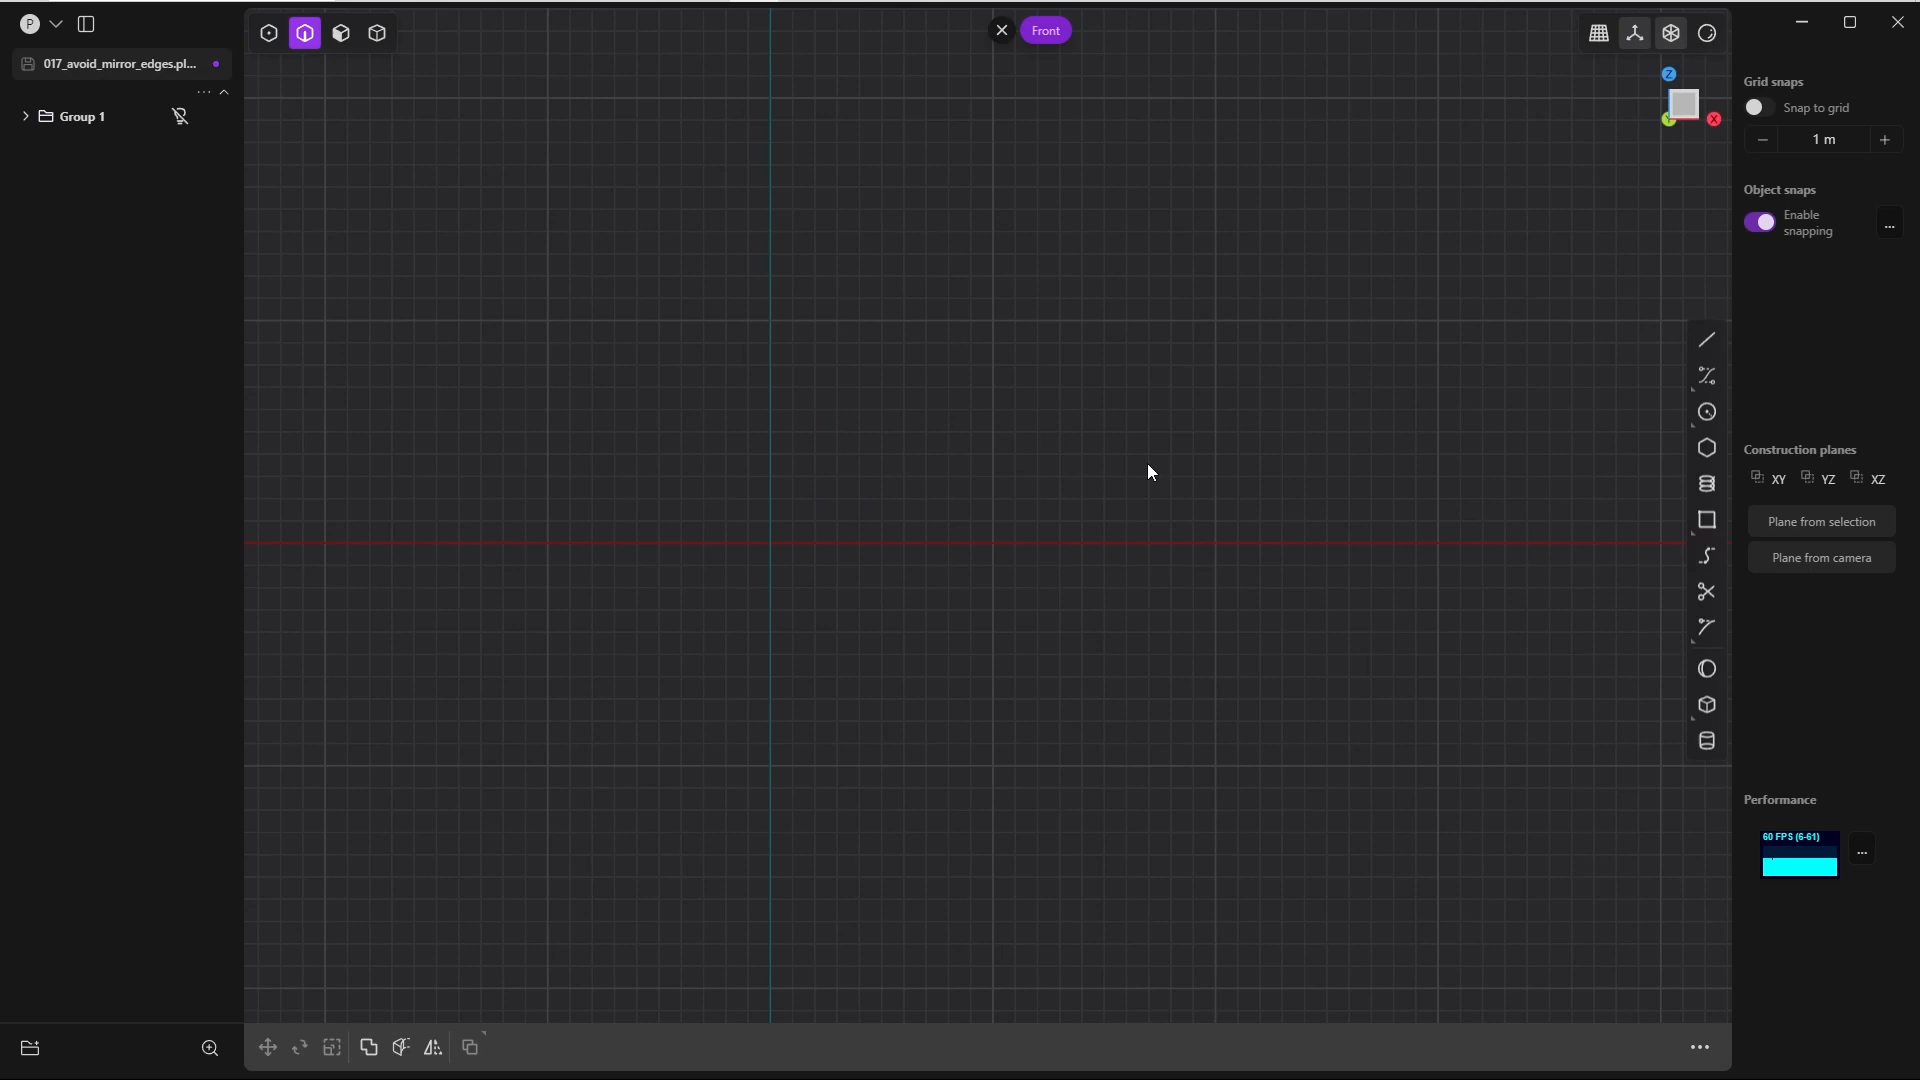 P
017_avoid_mirror_edges.pl...
Group 1
Front
Z
Y
X
Grid snaps
Snap to grid
1 m
Object snaps
Enable
snapping
...
Construction planes
XY YZ XZ
Plane from selection
Plane from camera
Performance
60 FPS (6-61)
...